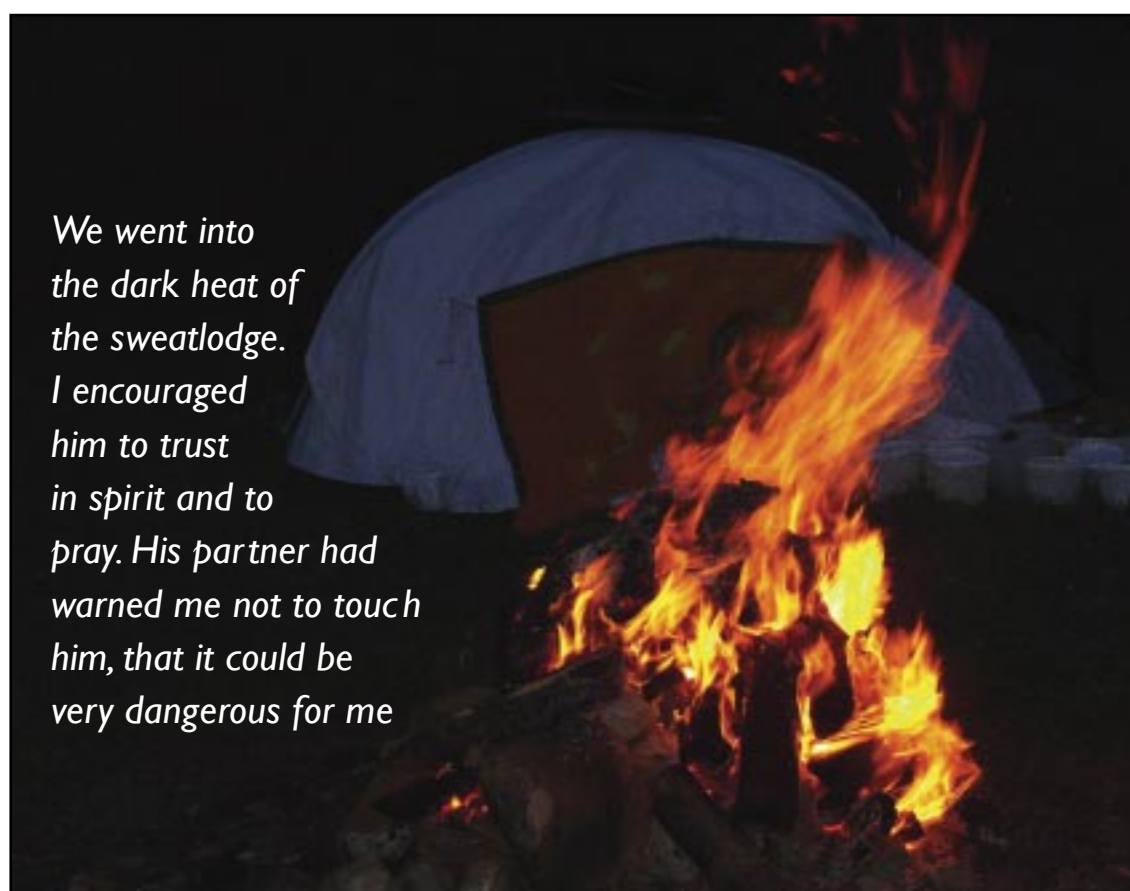 We went into
the dark heat of
the sweatlodge.
I encouraged
him to trust
in spirit and to
pray. His partner had
warned me not to touch
him, that it could be
very dangerous for me